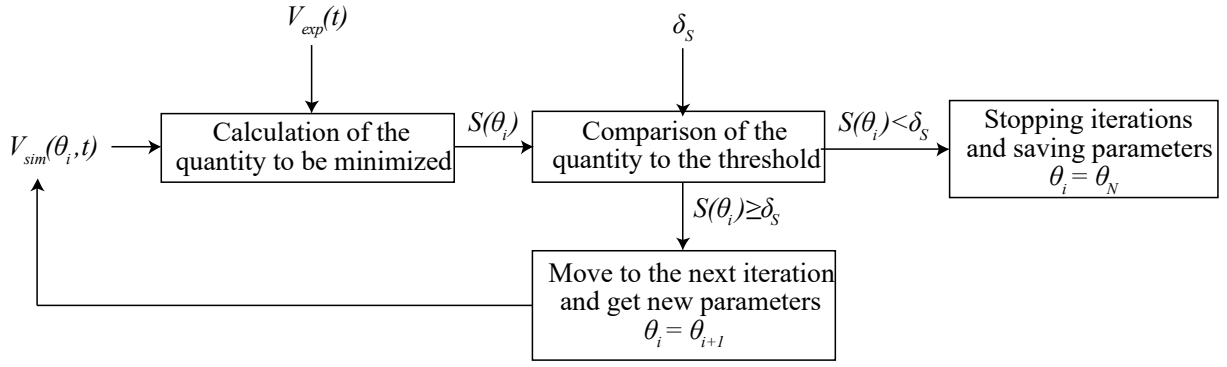 V_exp(t)
δ_S
V_sim(θ_i,t)
Calculation of the
quantity to be minimized
S(θ_i)
Comparison of the
quantity to the threshold
S(θ_i)<δ_S
Stopping iterations
and saving parameters
θ_i = θ_N
S(θ_i)≥δ_S
Move to the next iteration
and get new parameters
θ_i = θ_{i+1}